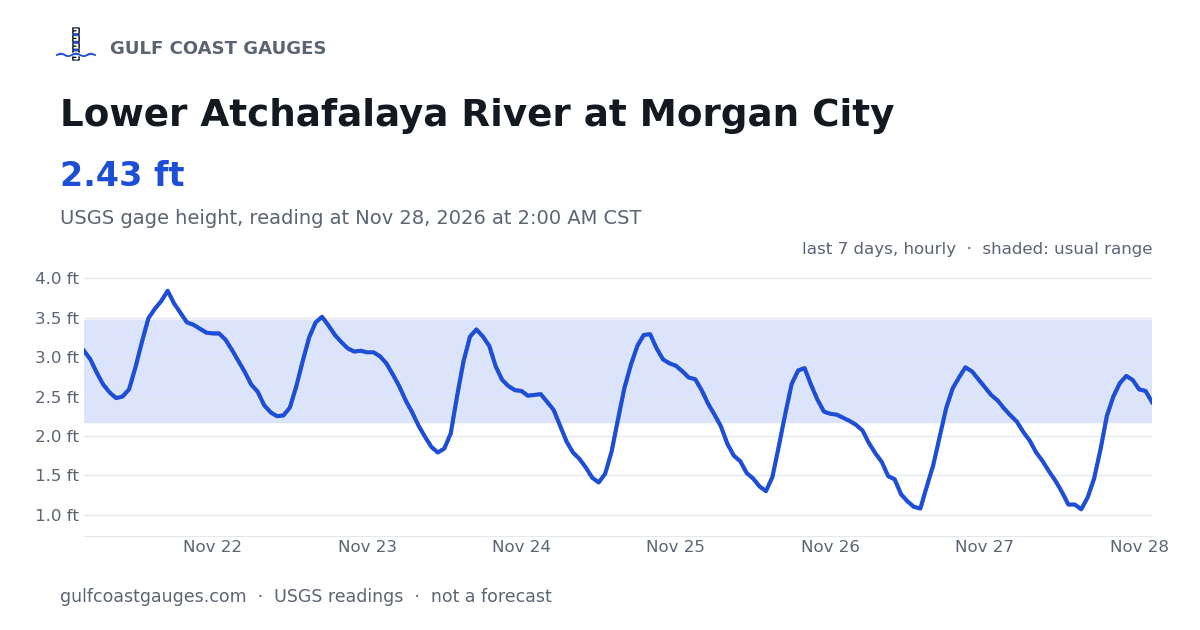 GULF COAST GAUGES
Lower Atchafalaya River at Morgan City
2.43 ft
USGS gage height, reading at Nov 28, 2026 at 2:00 AM CST
last 7 days, hourly · shaded: usual range
4.0 ft
3.5 ft
3.0 ft
2.5 ft
2.0 ft
1.5 ft
1.0 ft
Nov 22 Nov 23 Nov 24 Nov 25 Nov 26 Nov 27 Nov 28
gulfcoastgauges.com · USGS readings · not a forecast